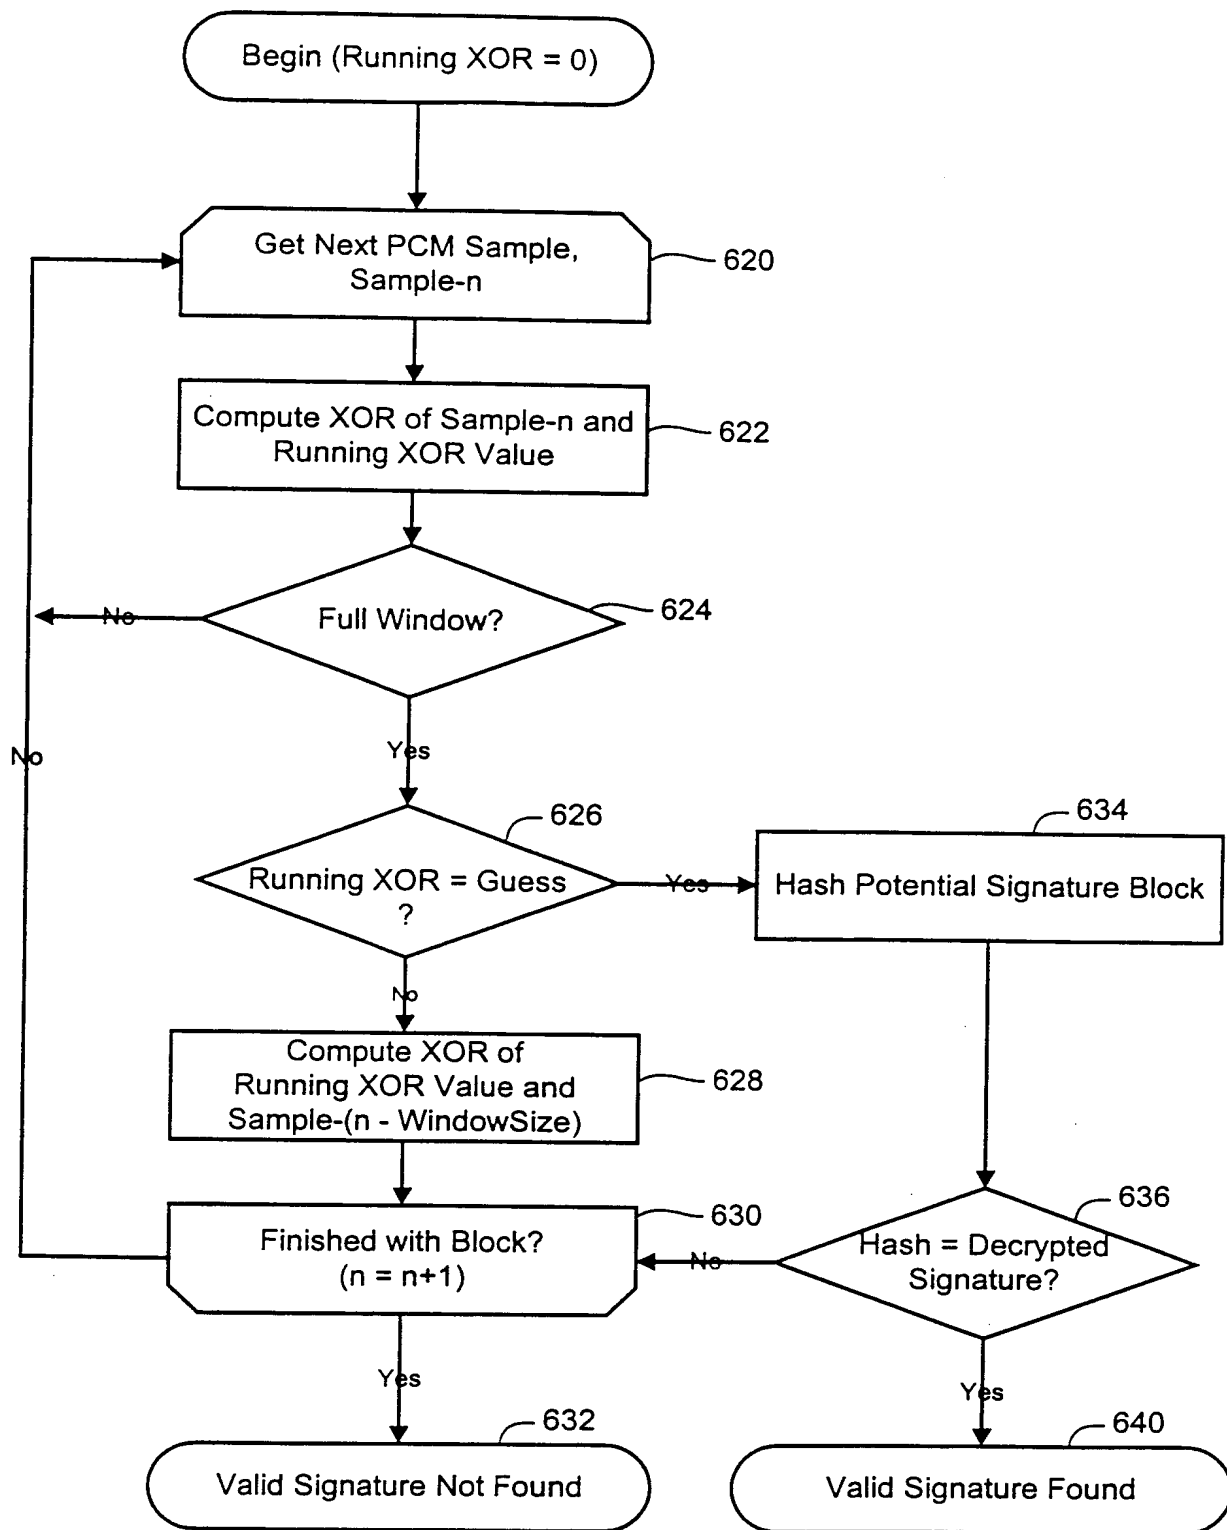 Begin (Running XOR = 0)
Get Next PCM Sample,
Sample-n
620
Compute XOR of Sample-n and
Running XOR Value
622
Full Window?
624
No
Yes
No
626
Running XOR = Guess
?
Yes
634
Hash Potential Signature Block
No
Compute XOR of
Running XOR Value and
Sample-(n - WindowSize)
628
630
Finished with Block?
(n = n+1)
636
Hash = Decrypted
Signature?
No
Yes
Yes
632
Valid Signature Not Found
640
Valid Signature Found